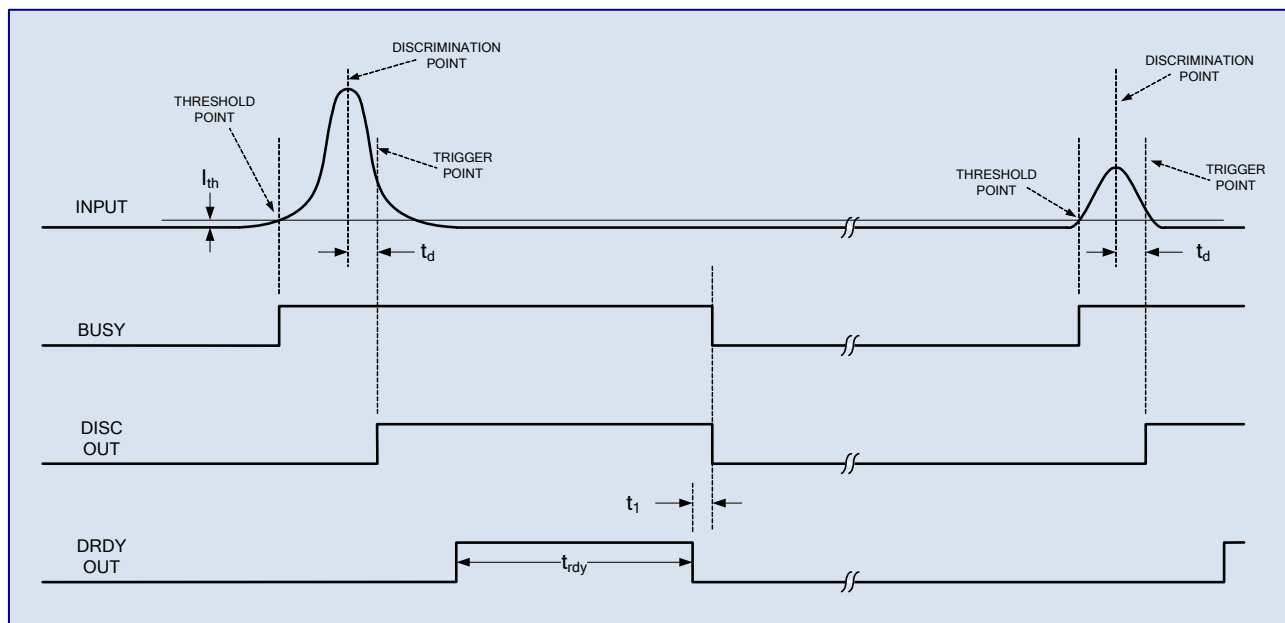 DISCRIMINATION
POINT
DISCRIMINATION
POINT
THRESHOLD
POINT
TRIGGER
POINT
THRESHOLD
POINT
TRIGGER
POINT
Ith
INPUT
td
td
BUSY
DISC
OUT
t1
DRDY
OUT
trdy